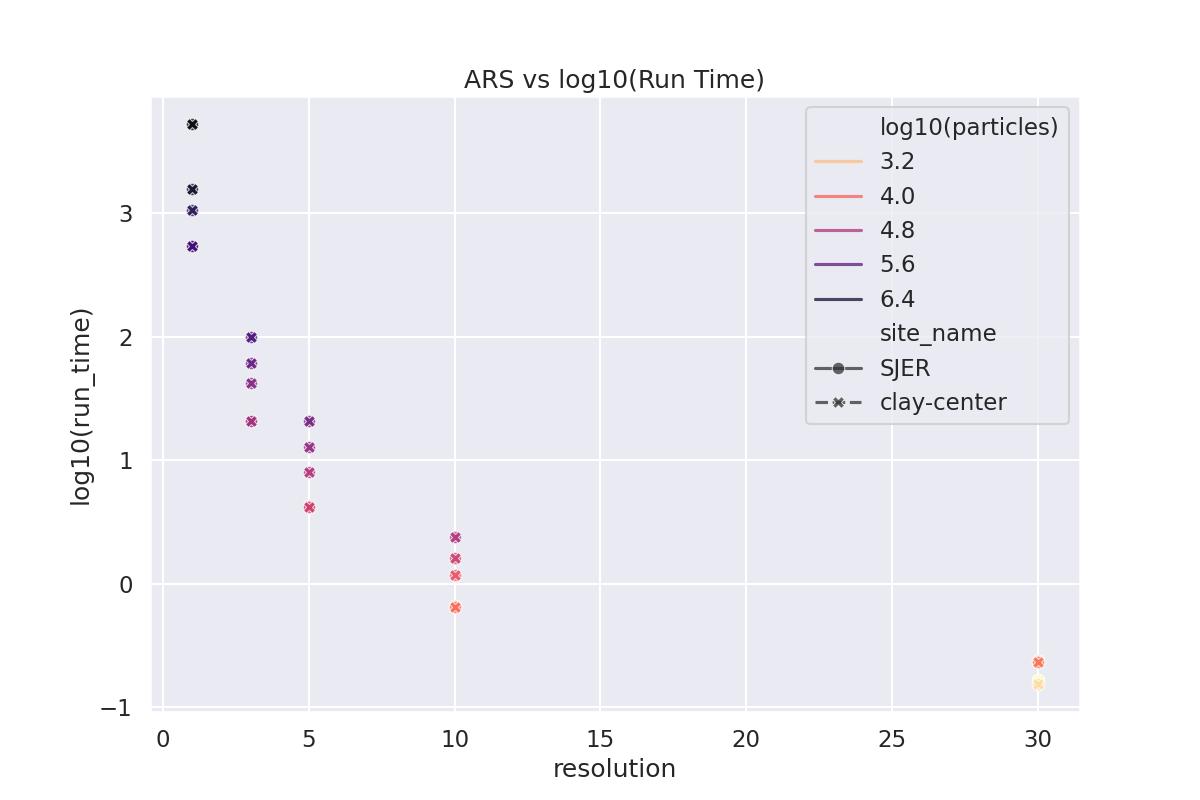 ARS vs log10(Run Time)
log10(particles)
3.2
4.0
4.8
5.6
6.4
site_name
SJER
clay-center
log10(run_time)
3
2
1
0
−1
0 5 10 15 20 25 30
resolution